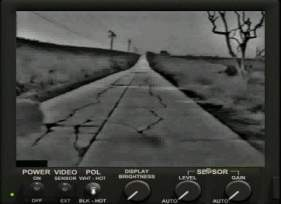 POWER VIDEO POL DISPLAY BRIGHTNESS SENSOR
ON SENSOR WHT - HOT LEVEL GAIN
OFF EXT BLK - HOT AUTO AUTO